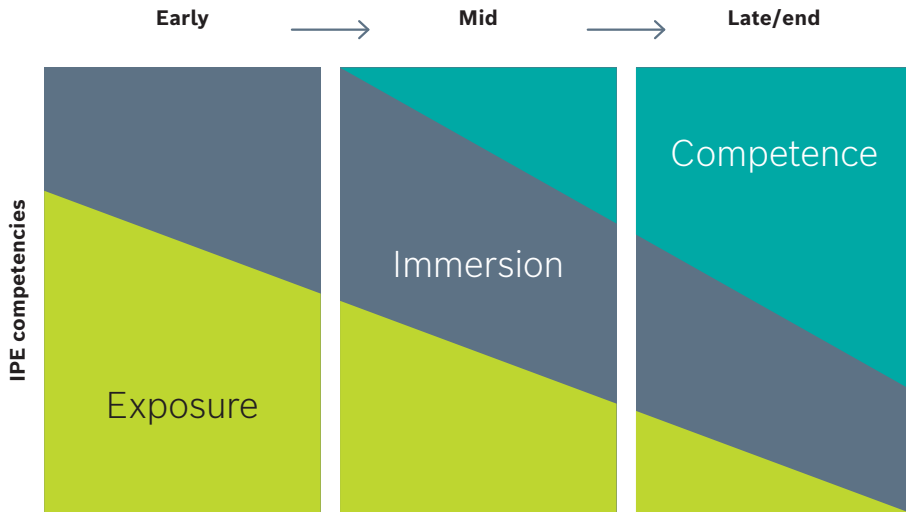 Early
Mid
Late/end
IPE competencies
Exposure
Immersion
Competence